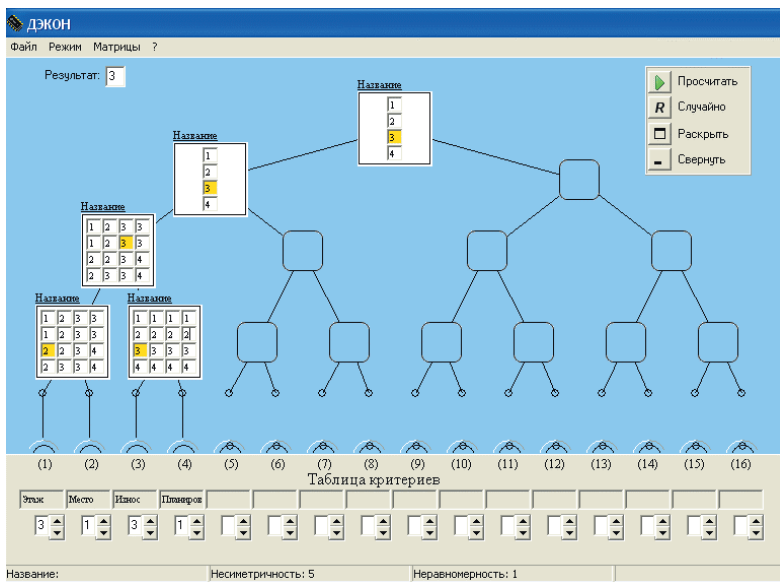 ДЭКОН
Файл Режим Матрицы ?
Результат: 3
Просчитать
R Случайно
Раскрыть
Свернуть
Название
1
2
3
4
Название
1
2
3
4
Название
1 2 3 3
1 2 3 3
2 2 3 4
2 3 3 4
Название
1 2 3 3
1 2 3 3
2 2 3 4
2 3 3 4
Название
1 1 1 1
2 2 2 2
3 3 3 3
4 4 4 4
(1) (2) (3) (4) (5) (6) (7) (8) (9) (10) (11) (12) (13) (14) (15) (16)
Таблица критериев
Этаж Место Износ Планиров
3 1 3 1
Название: Несиметричность: 5 Неравномерность: 1